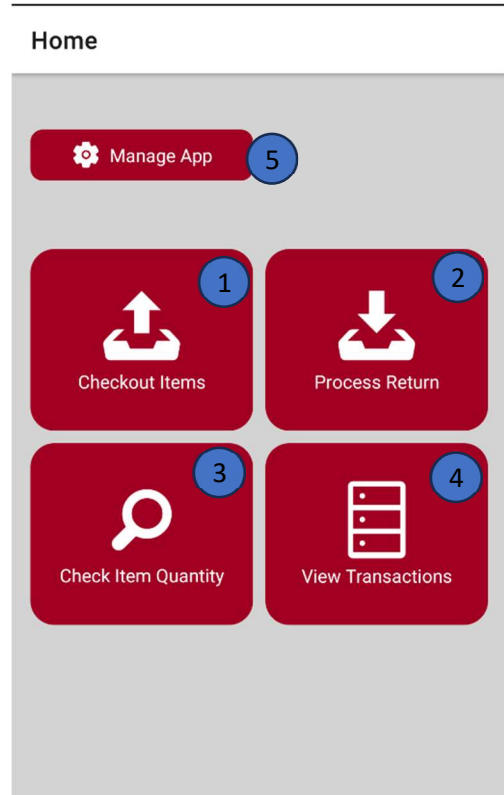 Home
Manage App
5
1
2
Checkout Items
Process Return
3
4
Check Item Quantity
View Transactions